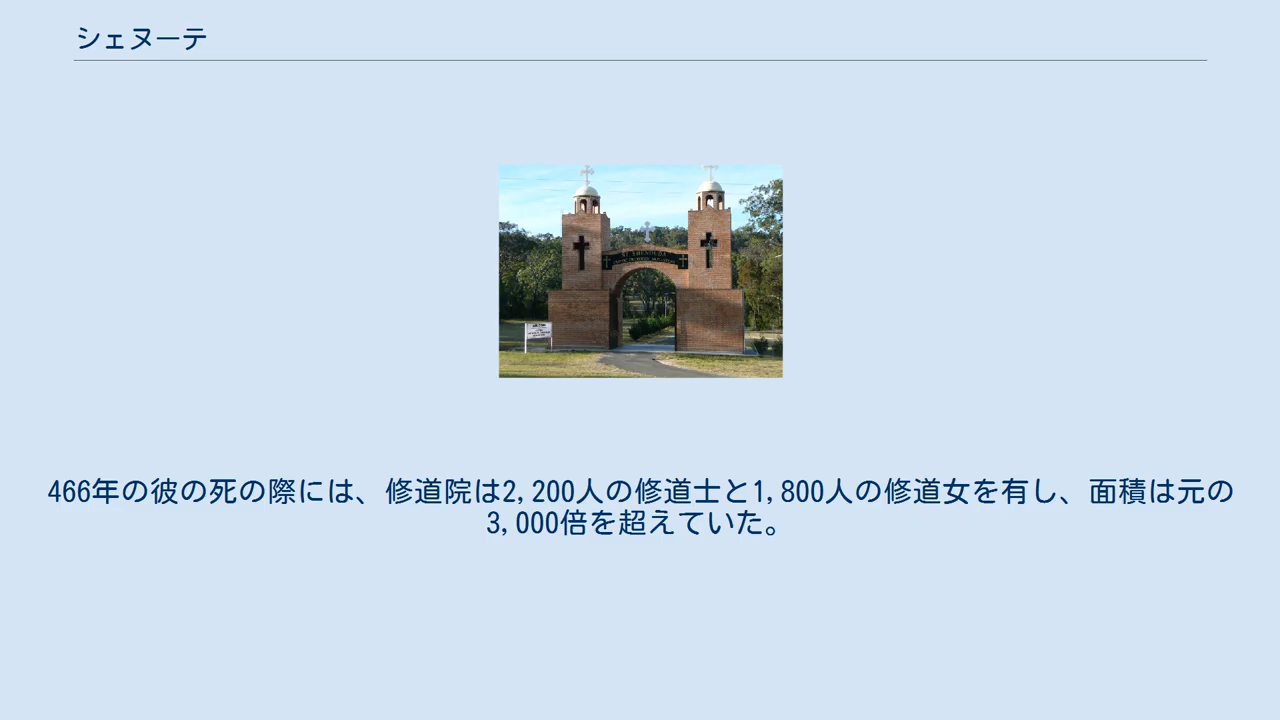 シェヌーテ
ST. SHENOUDA
466年の彼の死の際には、修道院は2,200人の修道士と1,800人の修道女を有し、面積は元の
3,000倍を超えていた。